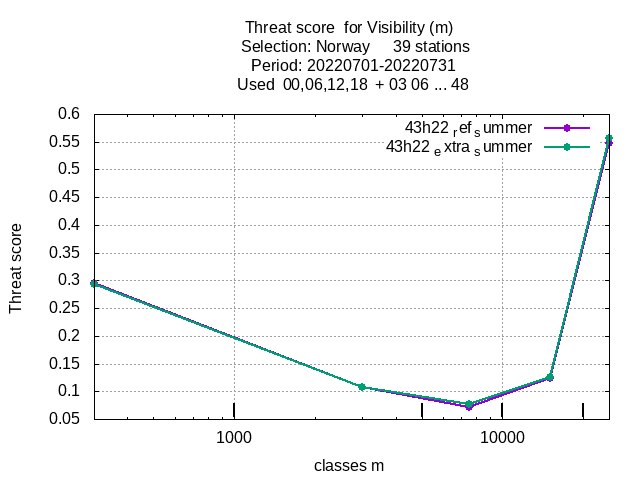 Threat score for Visibility (m)
Selection: Norway 39 stations
Period: 20220701-20220731
Used 00,06,12,18 + 03 06 ... 48
0.6
43h22 ref summer
0.55
43h22 extra summer
0.5
0.45
0.4
0.35
0.3
0.25
0.2
0.15
0.1
0.05
Threat score
1000 10000
classes m